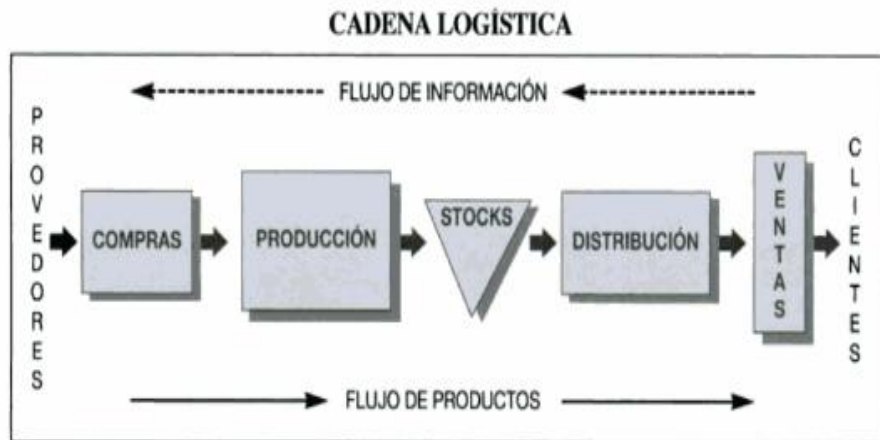 CADENA LOGÍSTICA
FLUJO DE INFORMACIÓN
PROVEDORES
COMPRAS
PRODUCCIÓN
STOCKS
DISTRIBUCIÓN
VENTAS
CLIENTES
FLUJO DE PRODUCTOS